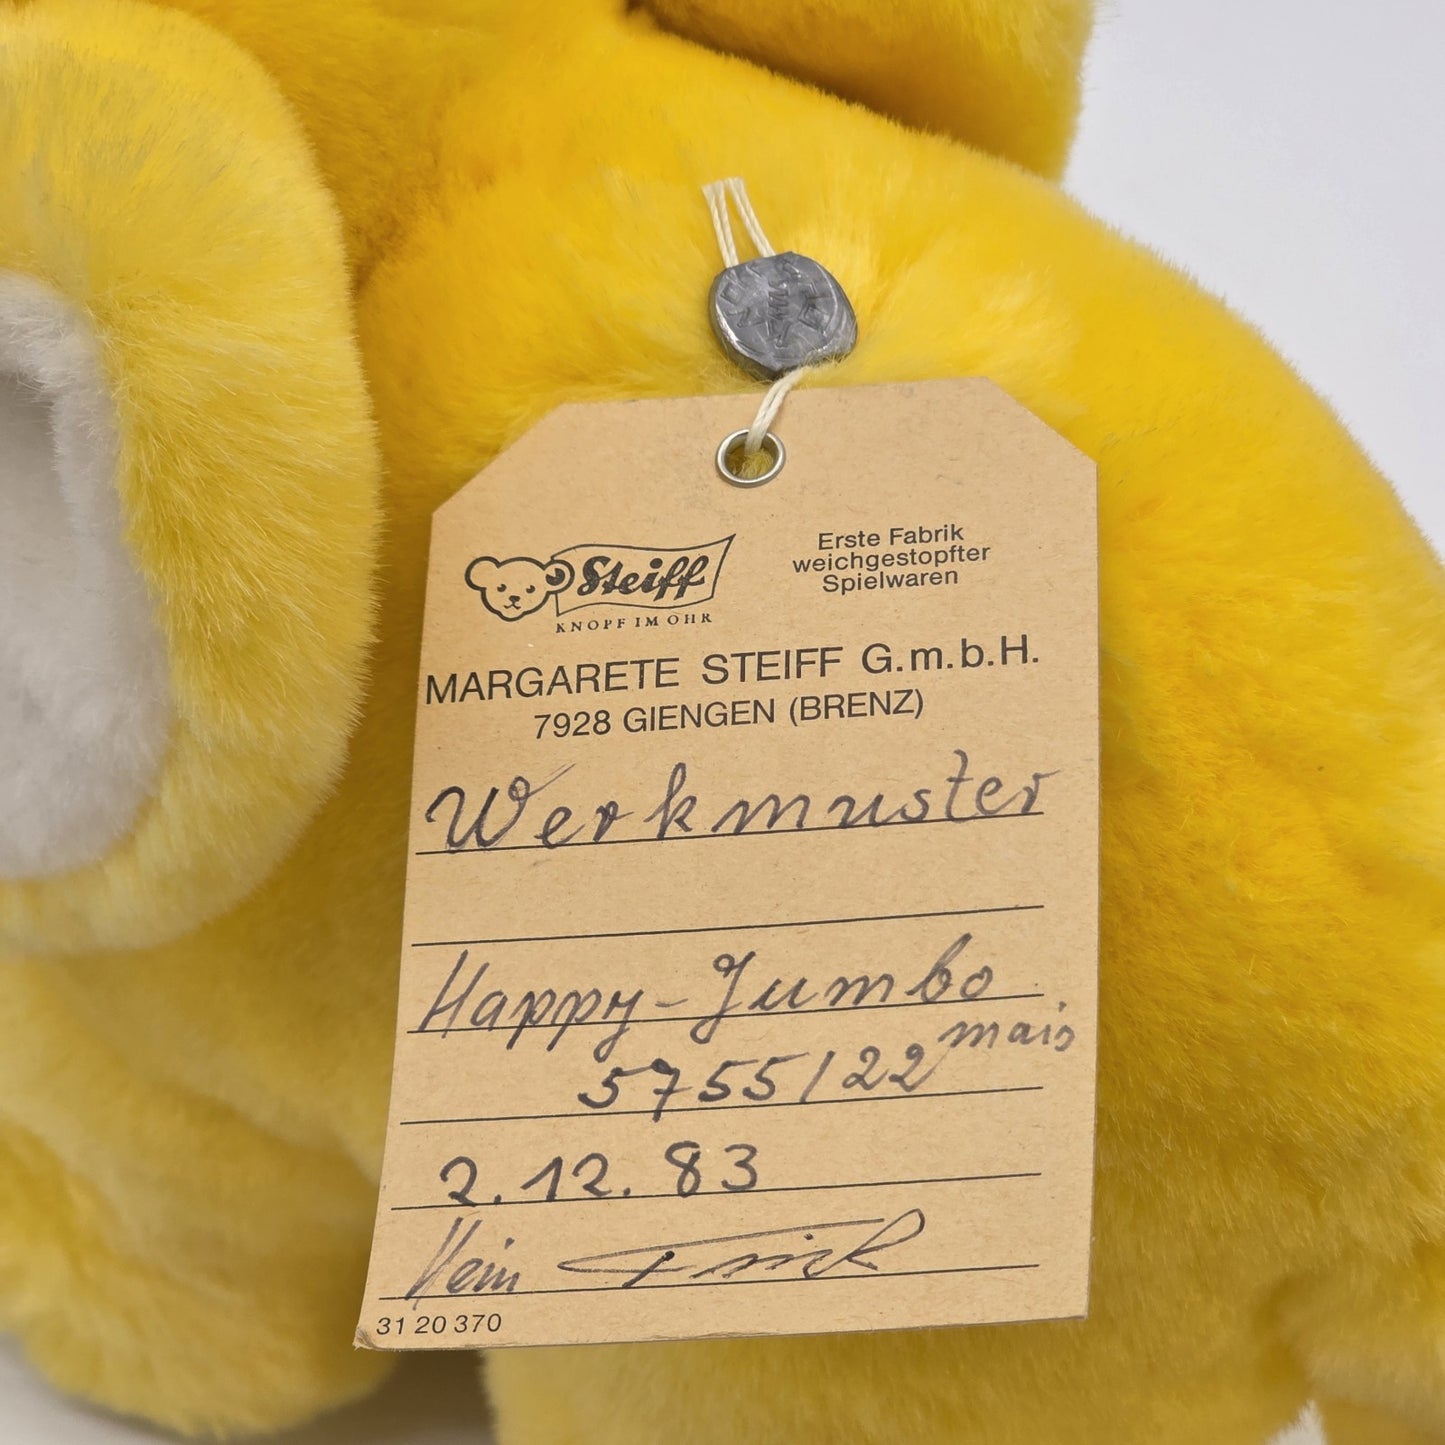 Steiff
KNOPF IM OHR
Erste Fabrik
weichgestopfter
Spielwaren
MARGARETE STEIFF G.m.b.H.
7928 GIENGEN (BRENZ)
Werkmuster
Happy-Jumbo
5755/22 mais
2.12.83
31 20 370